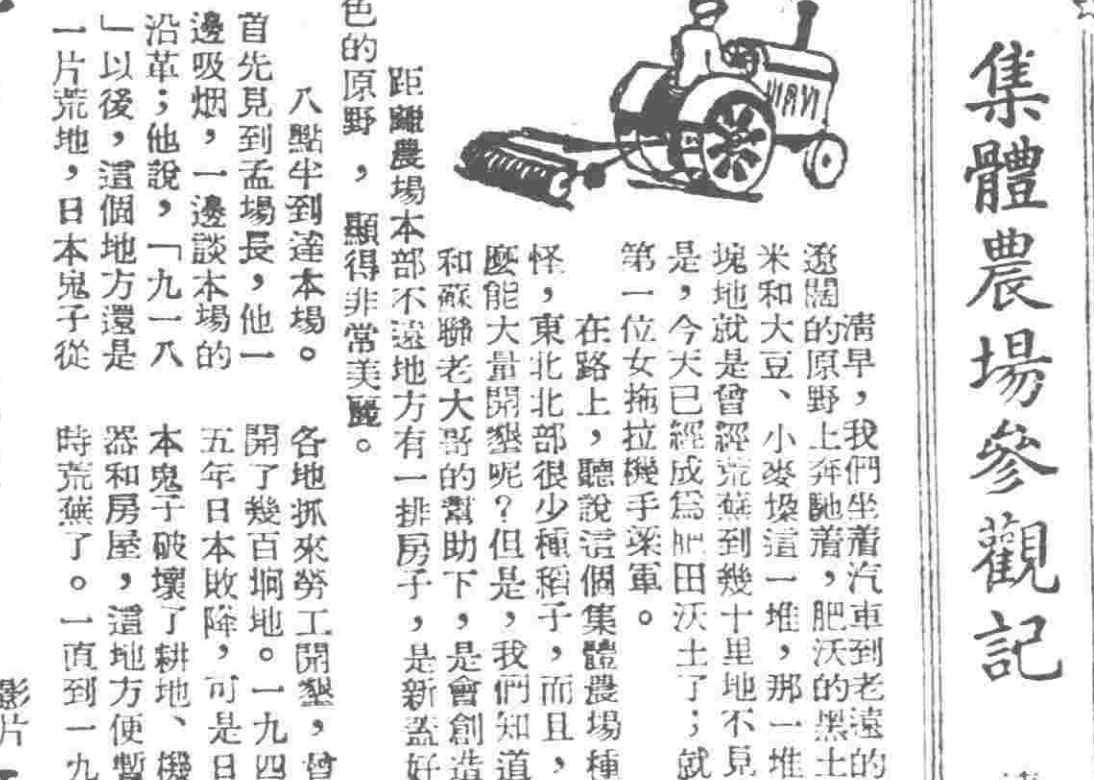 集體農場參觀記
清早，我們坐着汽車到老遠的
遼闊的原野上奔馳着，肥沃的黑土
米和大豆、小麥垜這一堆，那一堆
塊地就是曾經荒蕪到幾十里地不見
是，今天已經成爲肥田沃土了；就
第一位女拖拉機手梁軍。
在路上，聽說這個集體農場種
怪，東北北部很少種稻子，而且，
麼能大量開墾呢？但是，我們知道
和蘇聯老大哥的幫助下，是會創造
距離農場本部不遠地方有一排房子，是新蓋好
色的原野，顯得非常美麗。
八點半到達本場。
首先見到孟場長，他一
邊吸烟，一邊談本場的
沿革；他說，「九一八
」以後，這個地方還是
一片荒地，日本鬼子從
各地抓來勞工開墾，曾
開了幾百垧地。一九四
五年日本敗降，可是日
本鬼子破壞了耕地、機
器和房屋，這地方便暫
時荒蕪了。一直到一九
影片